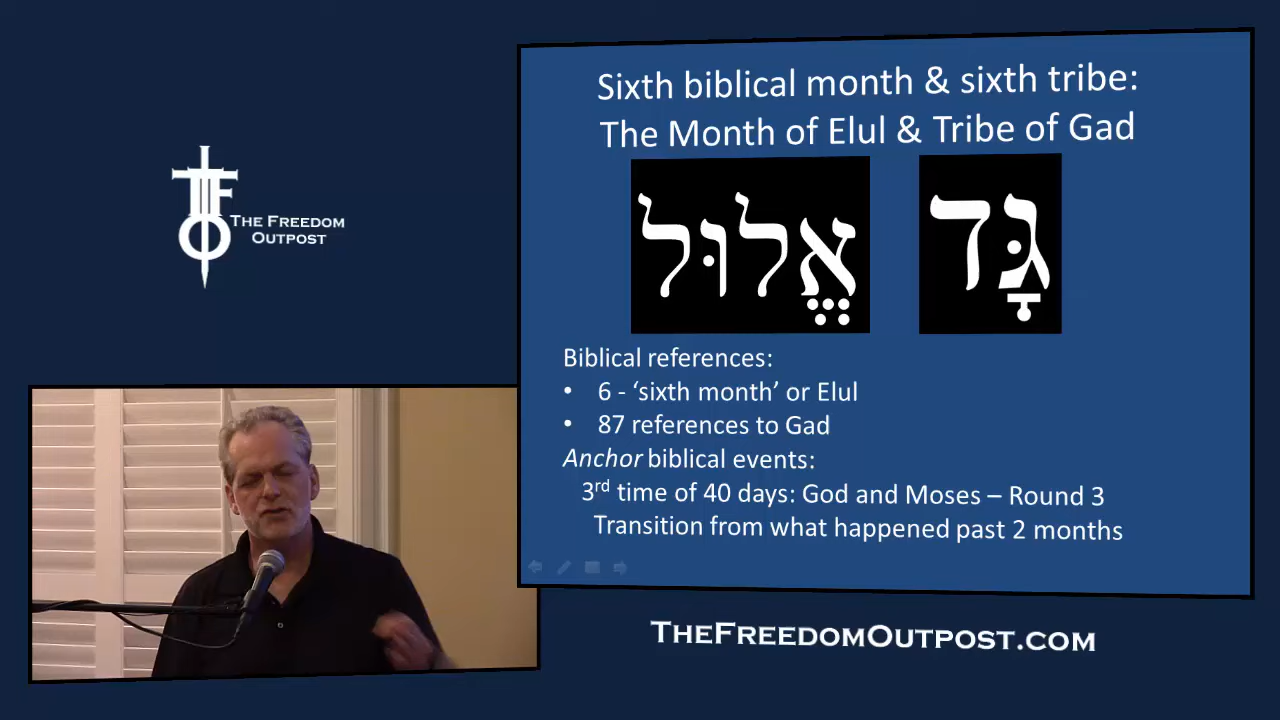 Sixth biblical month & sixth tribe:
The Month of Elul & Tribe of Gad
אֱלוּל
גָּד
Biblical references:
• 6 - ‘sixth month’ or Elul
• 87 references to Gad
Anchor biblical events:
3rd time of 40 days: God and Moses – Round 3
Transition from what happened past 2 months
TFO
The Freedom
Outpost
TheFreedomOutpost.com